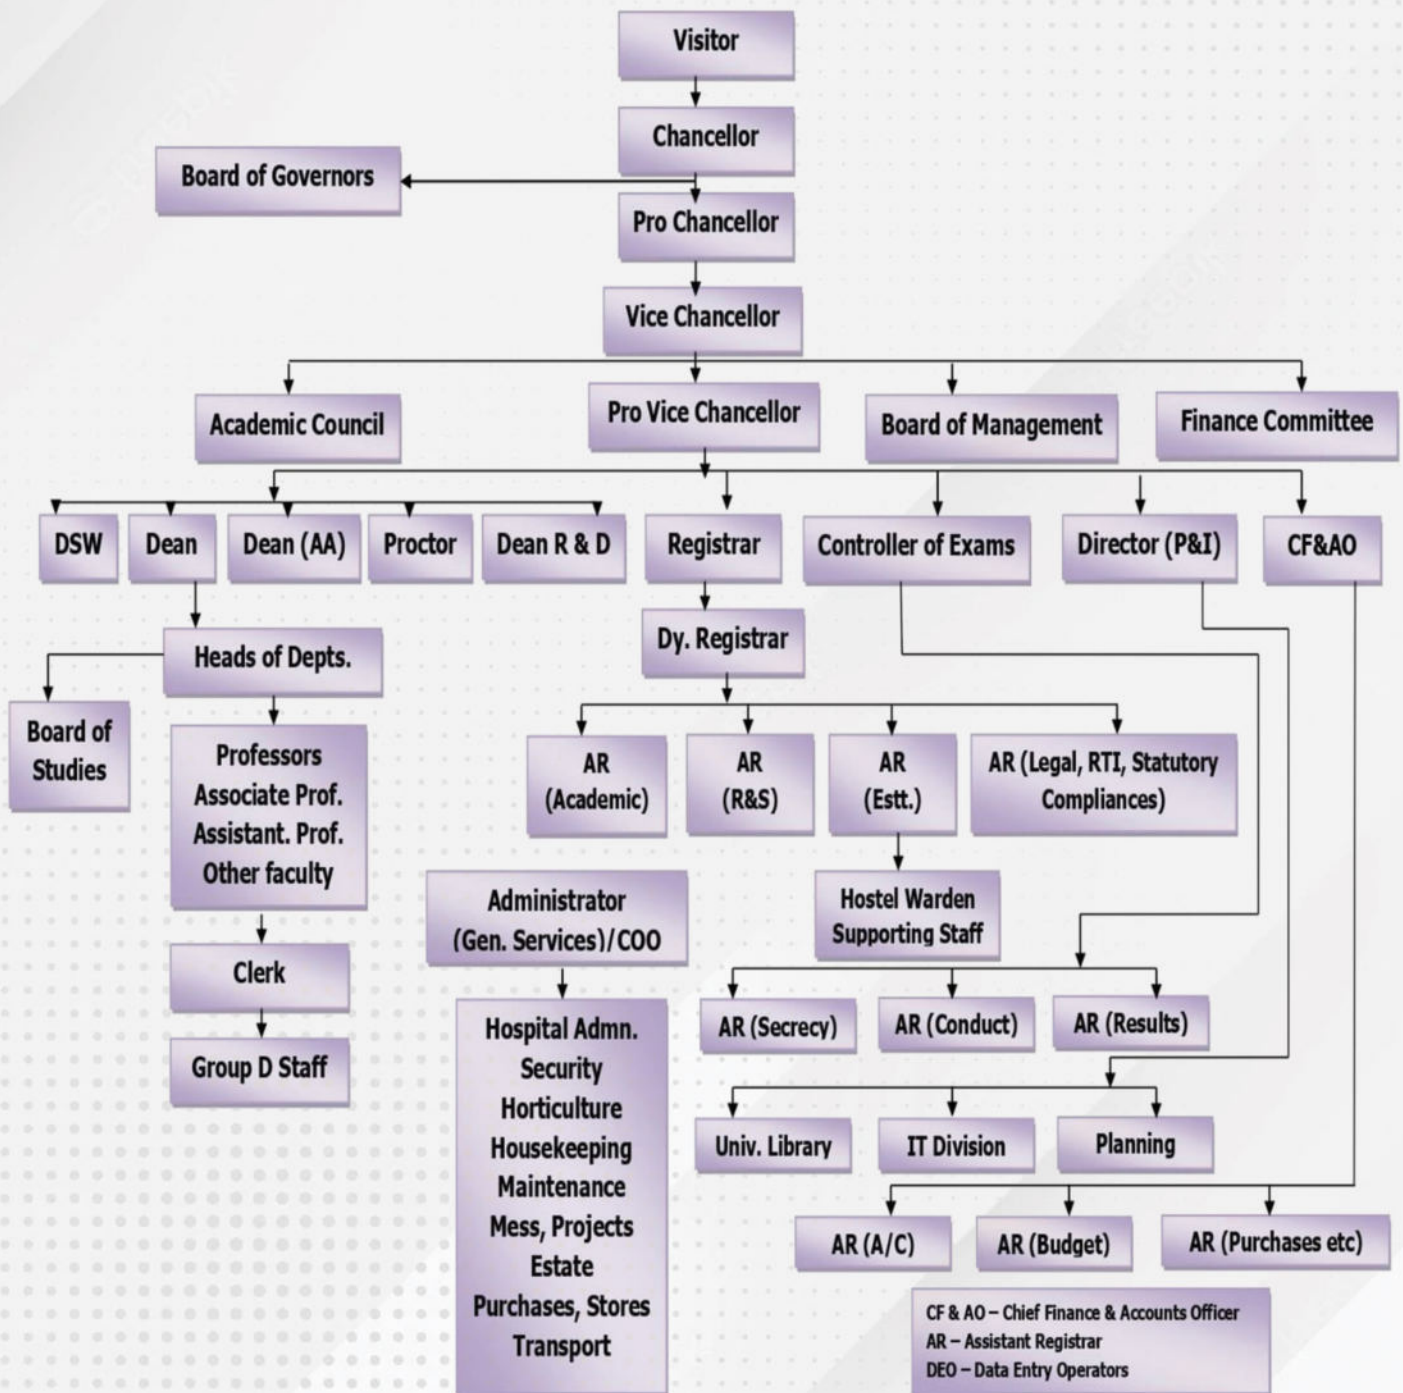 Visitor
Chancellor
Board of Governors
Pro Chancellor
Vice Chancellor
Academic Council
Pro Vice Chancellor
Board of Management
Finance Committee
DSW
Dean
Dean (AA)
Proctor
Dean R & D
Registrar
Controller of Exams
Director (P&I)
CF&AO
Heads of Depts.
Dy. Registrar
Board of
Studies
Professors
Associate Prof.
Assistant. Prof.
Other faculty
AR
(Academic)
AR
(R&S)
AR
(Estt.)
AR (Legal, RTI, Statutory
Compliances)
Administrator
(Gen. Services)/COO
Hostel Warden
Supporting Staff
Clerk
Group D Staff
Hospital Admn.
Security
Horticulture
Housekeeping
Maintenance
Mess, Projects
Estate
Purchases, Stores
Transport
AR (Secrecy)
AR (Conduct)
AR (Results)
Univ. Library
IT Division
Planning
AR (A/C)
AR (Budget)
AR (Purchases etc)
CF & AO – Chief Finance & Accounts Officer
AR – Assistant Registrar
DEO – Data Entry Operators